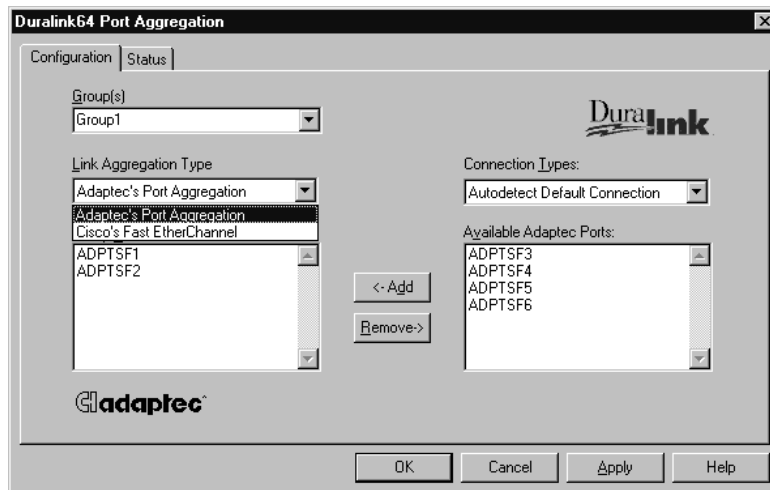 Duralink64 Port Aggregation
Configuration
Status
Group(s)
Group1
Duralink
Link Aggregation Type
Adaptec's Port Aggregation
Adaptec's Port Aggregation
Cisco's Fast EtherChannel
ADPTSF1
ADPTSF2
<- Add
Remove->
Connection Types:
Autodetect Default Connection
Available Adaptec Ports:
ADPTSF3
ADPTSF4
ADPTSF5
ADPTSF6
adaptec
OK
Cancel
Apply
Help